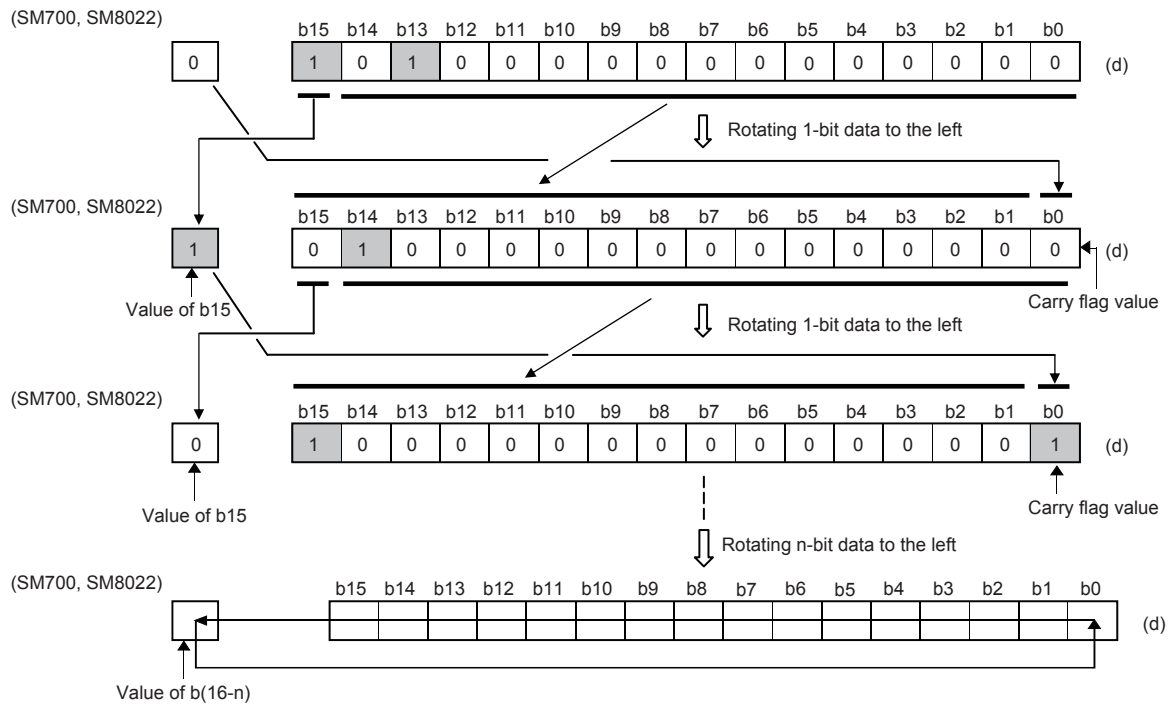 (SM700, SM8022)
b15 b14 b13 b12 b11 b10 b9 b8 b7 b6 b5 b4 b3 b2 b1 b0
0 1 0 1 0 0 0 0 0 0 0 0 0 0 0 0 0 (d)
Rotating 1-bit data to the left
(SM700, SM8022)
b15 b14 b13 b12 b11 b10 b9 b8 b7 b6 b5 b4 b3 b2 b1 b0
1 0 1 0 0 0 0 0 0 0 0 0 0 0 0 0 0 (d)
Value of b15
Carry flag value
Rotating 1-bit data to the left
(SM700, SM8022)
b15 b14 b13 b12 b11 b10 b9 b8 b7 b6 b5 b4 b3 b2 b1 b0
0 1 0 0 0 0 0 0 0 0 0 0 0 0 0 0 1 (d)
Value of b15
Carry flag value
Rotating n-bit data to the left
(SM700, SM8022)
b15 b14 b13 b12 b11 b10 b9 b8 b7 b6 b5 b4 b3 b2 b1 b0
(d)
Value of b(16-n)